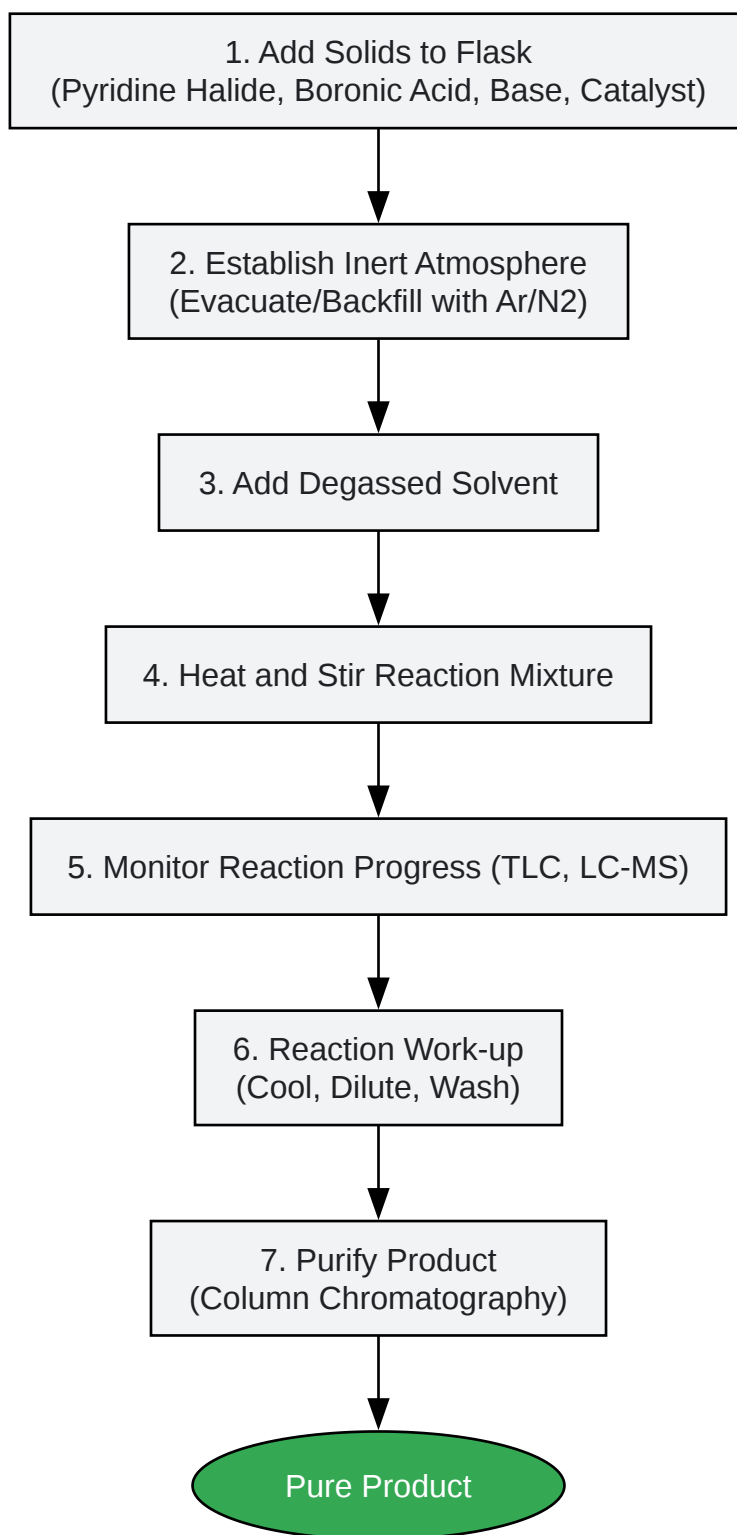 1. Add Solids to Flask
(Pyridine Halide, Boronic Acid, Base, Catalyst)
2. Establish Inert Atmosphere
(Evacuate/Backfill with Ar/N2)
3. Add Degassed Solvent
4. Heat and Stir Reaction Mixture
5. Monitor Reaction Progress (TLC, LC-MS)
6. Reaction Work-up
(Cool, Dilute, Wash)
7. Purify Product
(Column Chromatography)
Pure Product